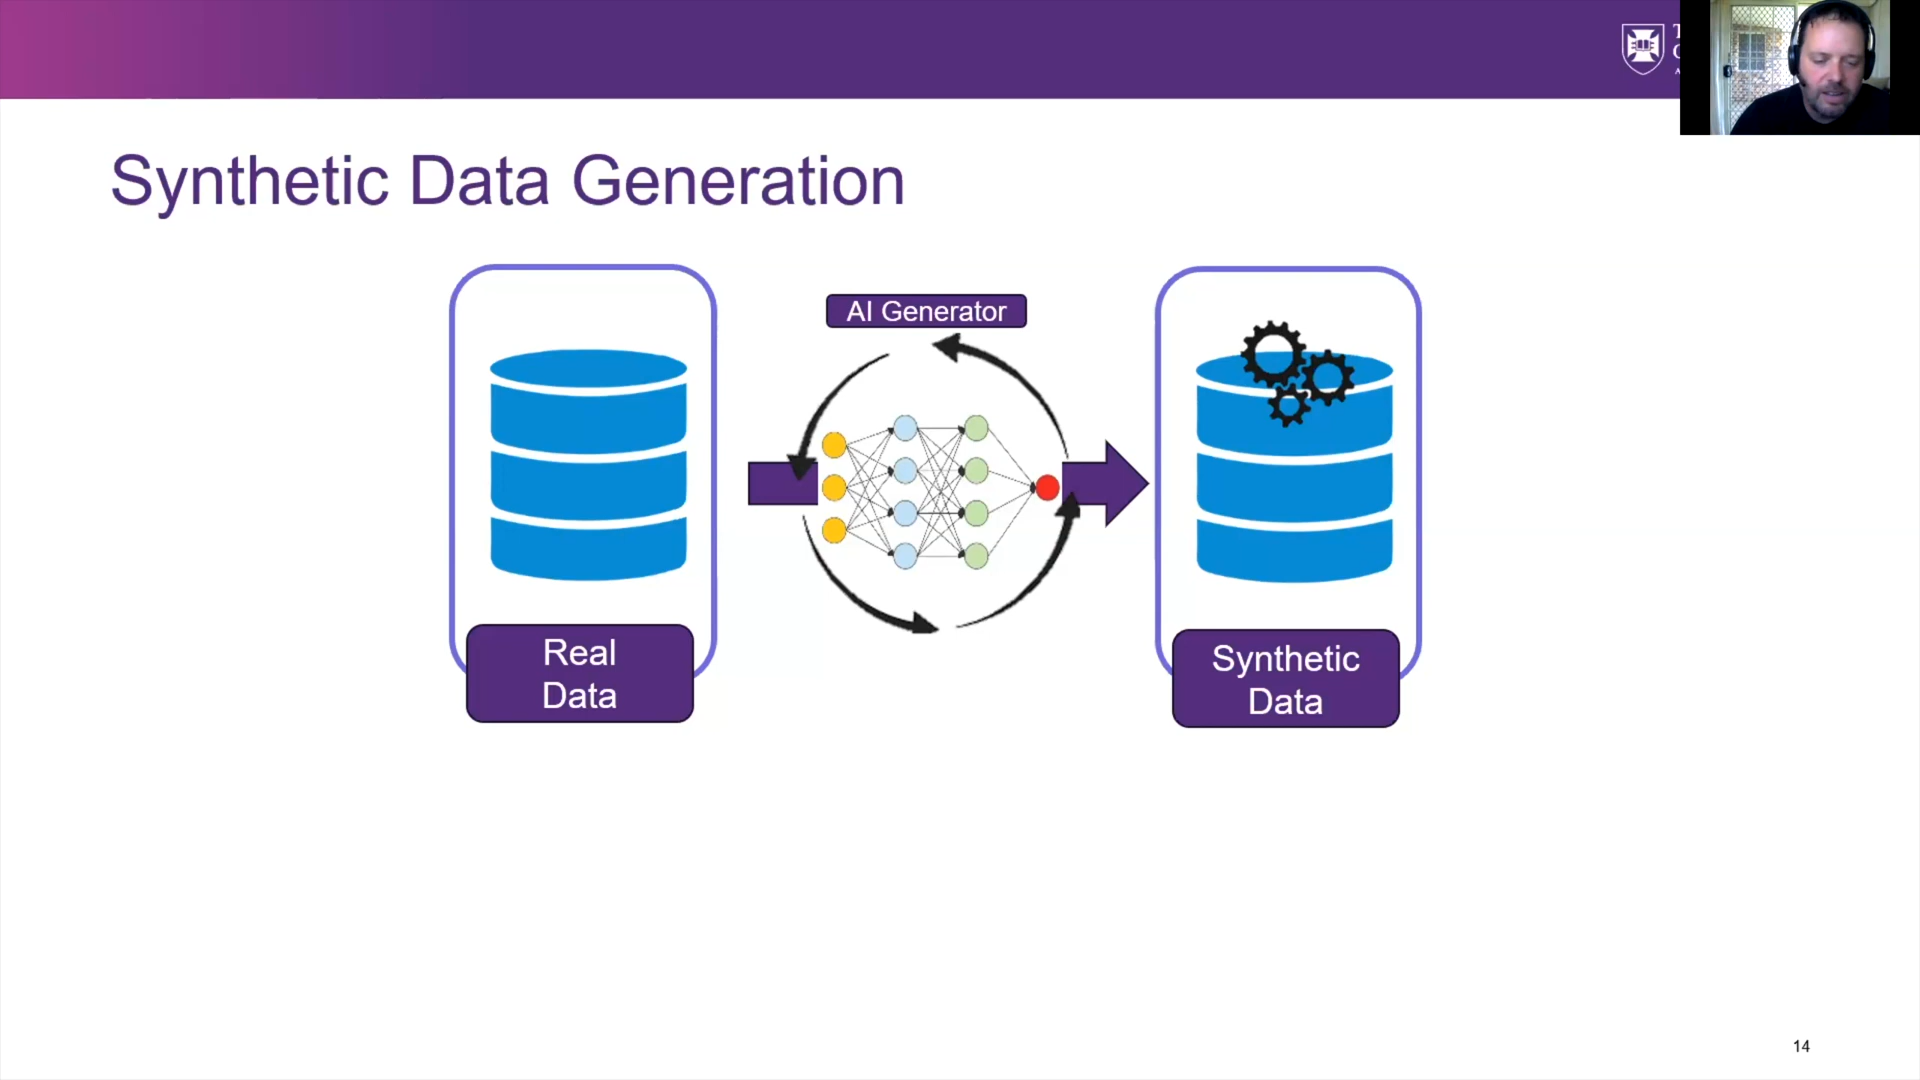 Synthetic Data Generation
AI Generator
Real
Data
Synthetic
Data
14